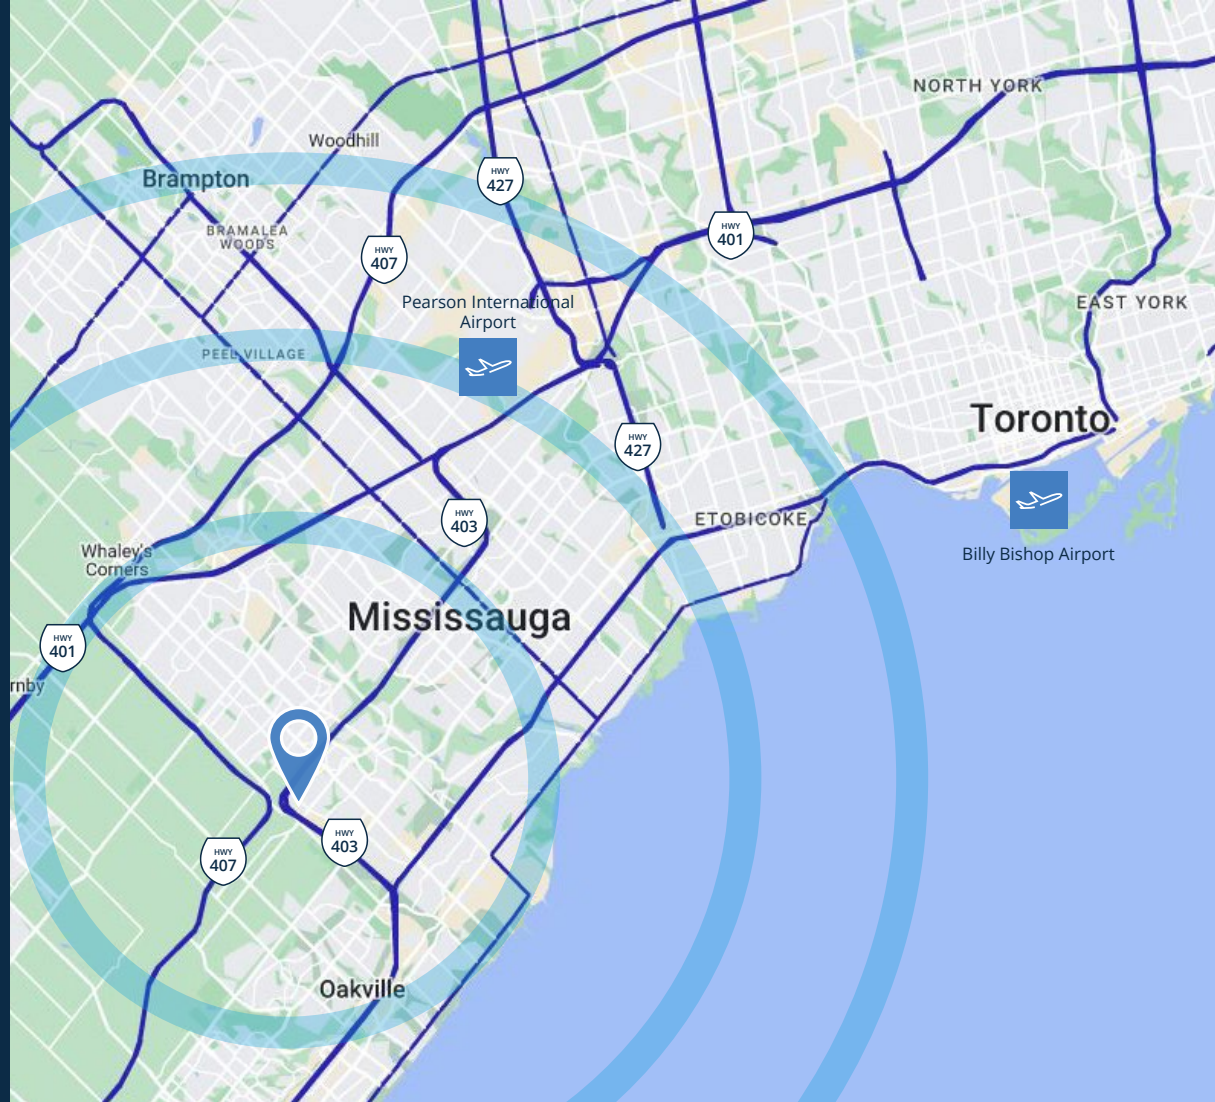 NORTH YORK
Woodhill
HWY
427
Brampton
BRAMALEA
WOODS
HWY
401
HWY
407
Pearson International
Airport
EAST YORK
PEEL VILLAGE
Toronto
HWY
427
HWY
403
ETOBICOKE
Billy Bishop Airport
Whaley's
Corners
Mississauga
HWY
401
rnby
HWY
403
HWY
407
Oakville